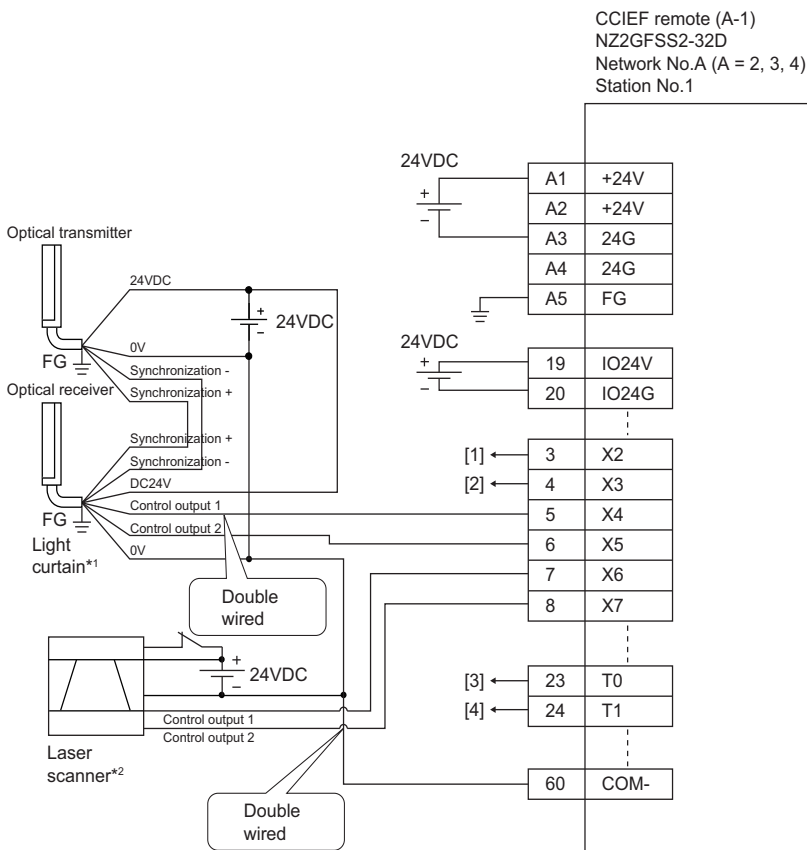 CCIEF remote (A-1)
NZ2GFSS2-32D
Network No.A (A = 2, 3, 4)
Station No.1
24VDC
+
–
A1 +24V
A2 +24V
A3 24G
A4 24G
A5 FG
24VDC
+
–
19 IO24V
20 IO24G
[1] 3 X2
[2] 4 X3
5 X4
6 X5
7 X6
8 X7
[3] 23 T0
[4] 24 T1
60 COM-
Optical transmitter
24VDC
+
–
24VDC
0V
FG
Synchronization -
Synchronization +
Optical receiver
Synchronization +
Synchronization -
DC24V
Control output 1
Control output 2
0V
FG
Light
curtain*1
Double
wired
+
–
24VDC
Control output 1
Control output 2
Laser
scanner*2
Double
wired